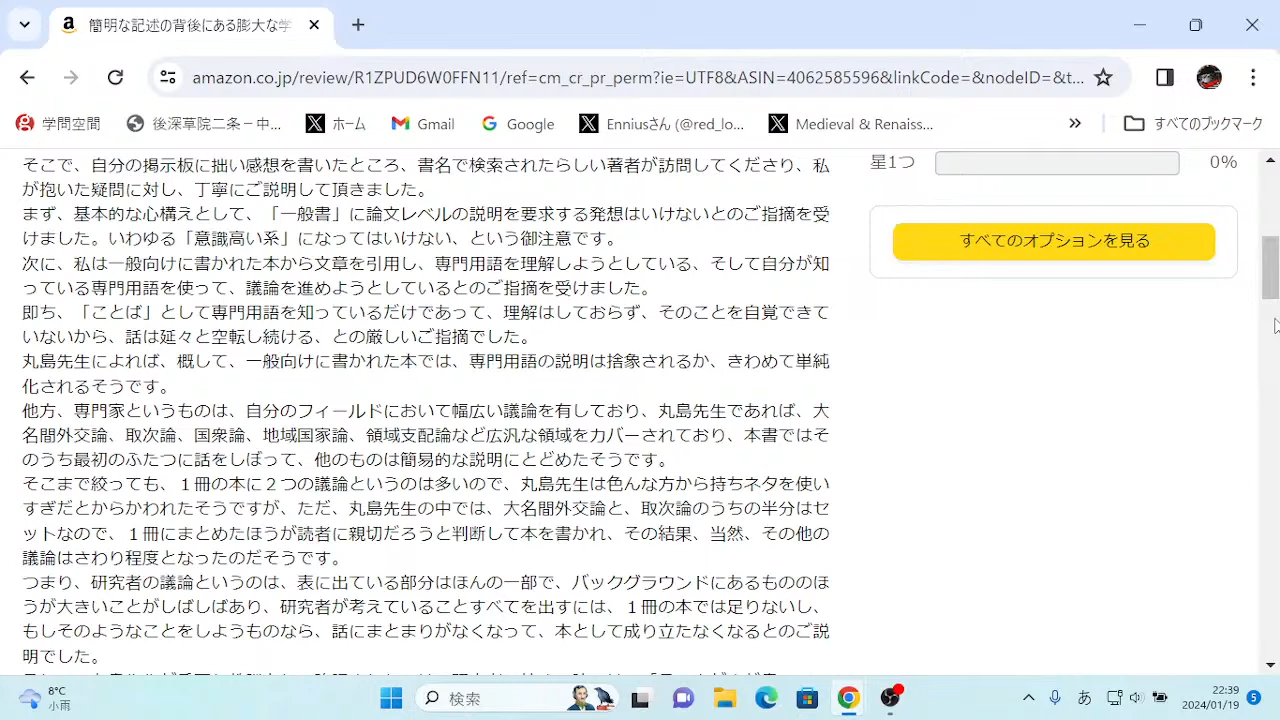 簡明な記述の背後にある膨大な学
amazon.co.jp/review/R1ZPUD6W0FFN11/ref=cm_cr_pr_perm?ie=UTF8&ASIN=4062585596&linkCode=&nodeID=&t...
学問空間
後深草院二条－中...
ホーム
Gmail
Google
Enniusさん (@red_lo...
Medieval & Renaiss...
すべてのブックマーク
そこで、自分の掲示板に拙い感想を書いたところ、書名で検索されたらしい著者が訪問してくださり、私
が抱いた疑問に対し、丁寧にご説明して頂きました。
まず、基本的な心構えとして、「一般書」に論文レベルの説明を要求する発想はいけないとのご指摘を受
けました。いわゆる「意識高い系」になってはいけない、という御注意です。
次に、私は一般向けに書かれた本から文章を引用し、専門用語を理解しようとしている、そして自分が知
っている専門用語を使って、議論を進めようとしているとのご指摘を受けました。
即ち、「ことば」として専門用語を知っているだけであって、理解はしておらず、そのことを自覚できて
いないから、話は延々と空転し続ける、との厳しいご指摘でした。
丸島先生によれば、概して、一般向けに書かれた本では、専門用語の説明は捨象されるか、きわめて単純
化されるそうです。
他方、専門家というものは、自分のフィールドにおいて幅広い議論を有しており、丸島先生であれば、大
名間外交論、取次論、国衆論、地域国家論、領域支配論など広汎な領域をカバーされており、本書ではそ
のうち最初のふたつに話をしぼって、他のものは簡易的な説明にとどめたそうです。
そこまで絞っても、１冊の本に２つの議論というのは多いので、丸島先生は色んな方から持ちネタを使い
すぎだとからかわれたそうですが、ただ、丸島先生の中では、大名間外交論と、取次論のうちの半分はセ
ットなので、１冊にまとめたほうが読者に親切だろうと判断して本を書かれ、その結果、当然、その他の
議論はさわり程度となったのだそうです。
つまり、研究者の議論というのは、表に出ている部分はほんの一部で、バックグラウンドにあるもののほ
うが大きいことがしばしばあり、研究者が考えていることすべてを出すには、１冊の本では足りないし、
もしそのようなことをしようものなら、話にまとまりがなくなって、本として成り立たなくなるとのご説
明でした。
星1つ
0%
すべてのオプションを見る
8°C
小雨
検索
あ
22:39
2024/01/19
5